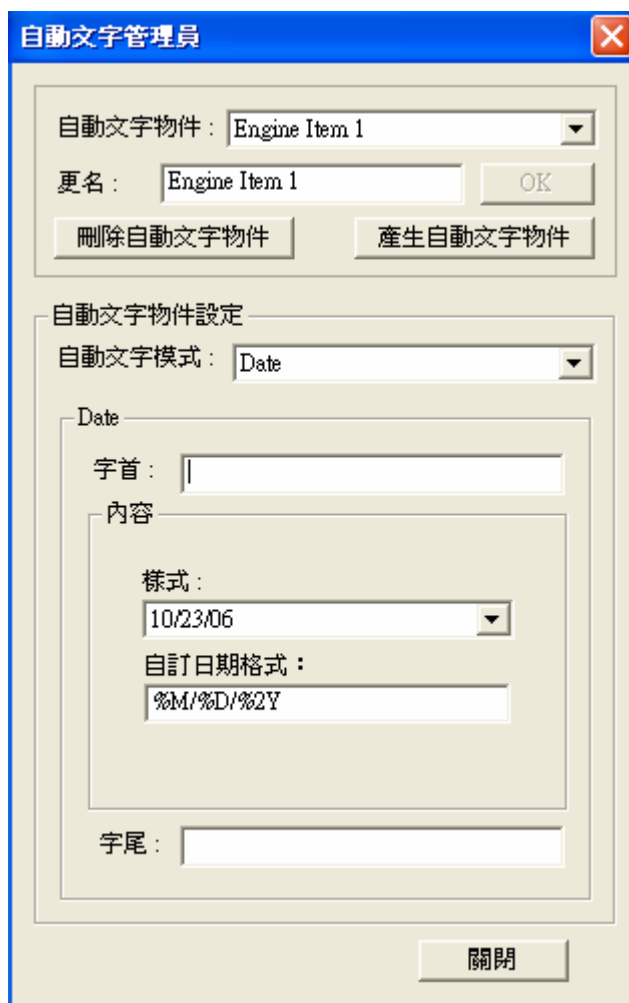 自動文字管理員
自動文字物件 : Engine Item 1
更名 : Engine Item 1 OK
刪除自動文字物件 產生自動文字物件
自動文字物件設定
自動文字模式 : Date
Date
字首 :
內容
樣式 :
10/23/06
自訂日期格式：
%M/%D/%2Y
字尾 :
關閉